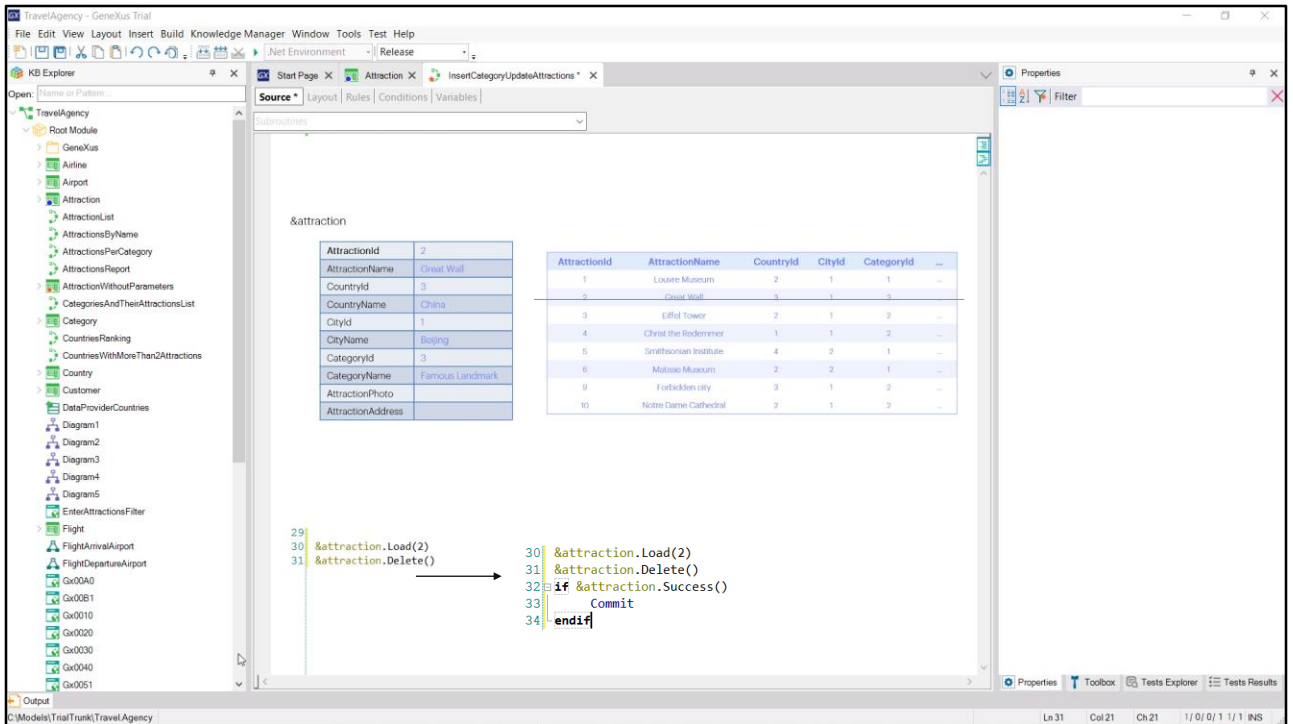 TravelAgency - GeneXus Trial
File Edit View Layout Insert Build Knowledge Manager Window Tools Test Help
.Net Environment Release
KB Explorer
Open: Name or Pattern...
TravelAgency
Root Module
GeneXus
Airline
Airport
Attraction
AttractionList
AttractionsByName
AttractionsPerCategory
AttractionsReport
AttractionWithoutParameters
CategoriesAndTheirAttractionsList
Category
CountriesRanking
CountriesWithMoreThan2Attractions
Country
Customer
DataProviderCountries
Diagram1
Diagram2
Diagram3
Diagram4
Diagram5
EnterAttractionsFilter
Flight
FlightArrivalAirport
FlightDepartureAirport
Gx00A0
Gx00B1
Gx0010
Gx0020
Gx0030
Gx0040
Gx0051
Start Page X Attraction X InsertCategoryUpdateAttractions * X
Source * Layout Rules Conditions Variables
Subroutines
&attraction
AttractionId 2
AttractionName Great Wall
CountryId 3
CountryName China
CityId 1
CityName Beijing
CategoryId 3
CategoryName Famous Landmark
AttractionPhoto
AttractionAddress
AttractionId AttractionName CountryId CityId CategoryId ...
1 Louvre Museum 2 1 1 ...
2 Great Wall 3 1 3 ...
3 Eiffel Tower 2 1 2 ...
4 Christ the Redemmer 1 1 2 ...
5 Smithsonian Institute 4 2 1 ...
6 Matisse Museum 2 2 1 ...
9 Forbidden city 3 1 2 ...
10 Notre Dame Cathedral 2 1 2 ...
29
30 &attraction.Load(2)
31 &attraction.Delete()
30 &attraction.Load(2)
31 &attraction.Delete()
32 if &attraction.Success()
33 Commit
34 endif
Properties
Filter
Properties Toolbox Tests Explorer Tests Results
Output
C:\Models\TrialTrunk\Travel.Agency
Ln 31 Col 21 Ch 21 1/0/0/1 1/1 INS